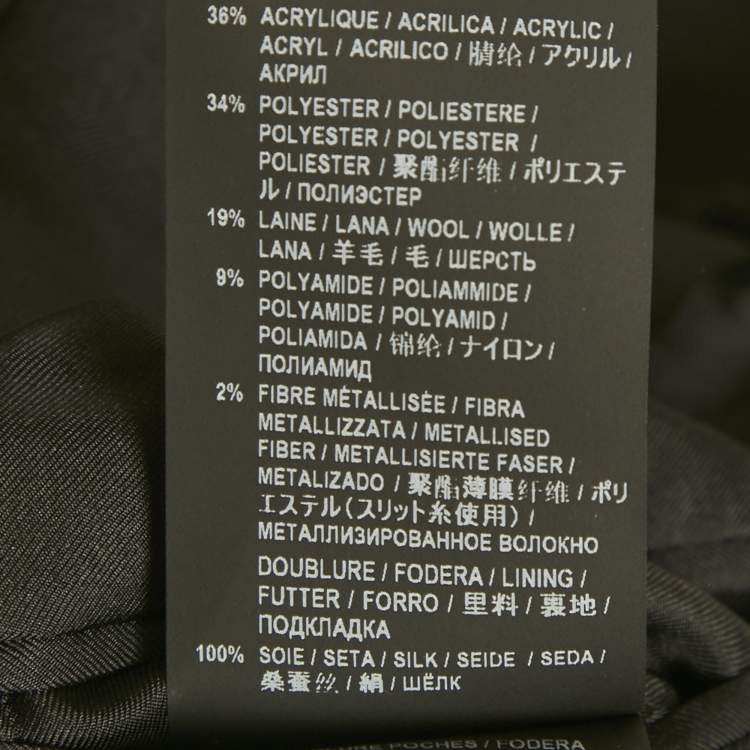 36% ACRYLIQUE / ACRILICA / ACRYLIC /
ACRYL / ACRILICO / 腈纶 / アクリル /
АКРИЛ
34% POLYESTER / POLIESTERE /
POLYESTER / POLYESTER /
POLIESTER / 聚酯纤维 / ポリエステ
ル / ПОЛИЭСТЕР
19% LAINE / LANA / WOOL / WOLLE /
LANA / 羊毛 / 毛 / ШЕРСТЬ
9% POLYAMIDE / POLIAMMIDE /
POLYAMIDE / POLYAMID /
POLIAMIDA / 锦纶 / ナイロン /
ПОЛИАМИД
2% FIBRE MÉTALLISÉE / FIBRA
METALLIZZATA / METALLISED
FIBER / METALLISIERTE FASER /
METALIZADO / 聚酯薄膜纤维 / ポリ
エステル（スリット糸使用） /
МЕТАЛЛИЗИРОВАННОЕ ВОЛОКНО
DOUBLURE / FODERA / LINING /
FUTTER / FORRO / 里料 / 裏地 /
ПОДКЛАДКА
100% SOIE / SETA / SILK / SEIDE / SEDA /
桑蚕丝 / 絹 / ШЁЛК
POCHES / FODERA